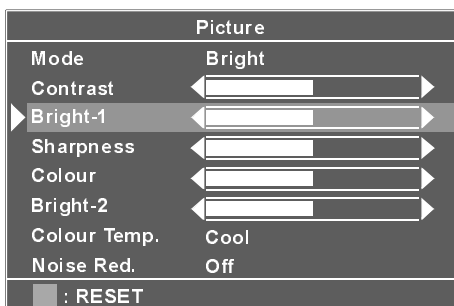 Picture
Mode Bright
Contrast
Bright-1
Sharpness
Colour
Bright-2
Colour Temp. Cool
Noise Red. Off
: RESET